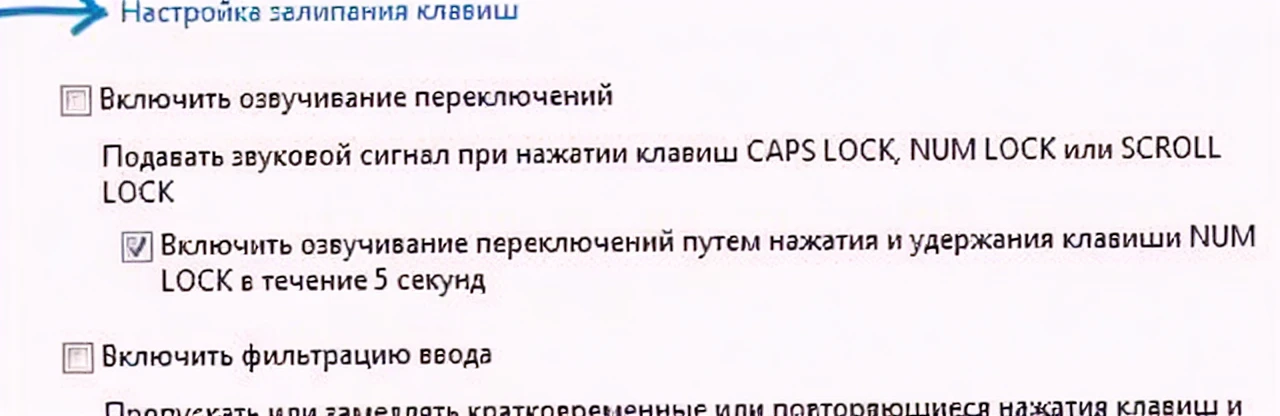 Настройка залипания клавиш
Включить озвучивание переключений
Подавать звуковой сигнал при нажатии клавиш CAPS LOCK, NUM LOCK или SCROLL
LOCK
Включить озвучивание переключений путем нажатия и удержания клавиши NUM
LOCK в течение 5 секунд
Включить фильтрацию ввода
Пропускать или замедлять кратковременные или повторяющиеся нажатия клавиш и